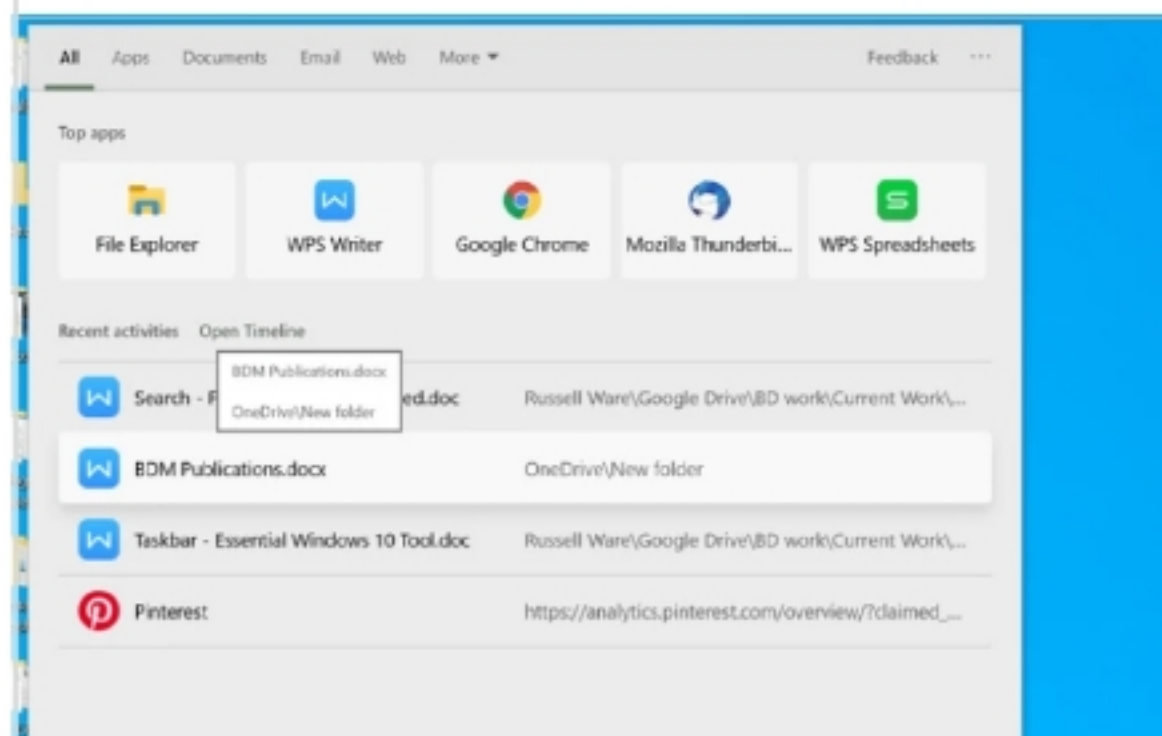 All Apps Documents Email Web More Feedback ...
Top apps
File Explorer WPS Writer Google Chrome Mozilla Thunderbi... WPS Spreadsheets
Recent activities Open Timeline
BDM Publications.docx
Search - F ed.doc Russell Ware\Google Drive\BD work\Current Work\,...
OneDrive\New folder
BDM Publications.docx OneDrive\New folder
Taskbar - Essential Windows 10 Tool.doc Russell Ware\Google Drive\BD work\Current Work\,...
Pinterest https://analytics.pinterest.com/overview/?claimed_...